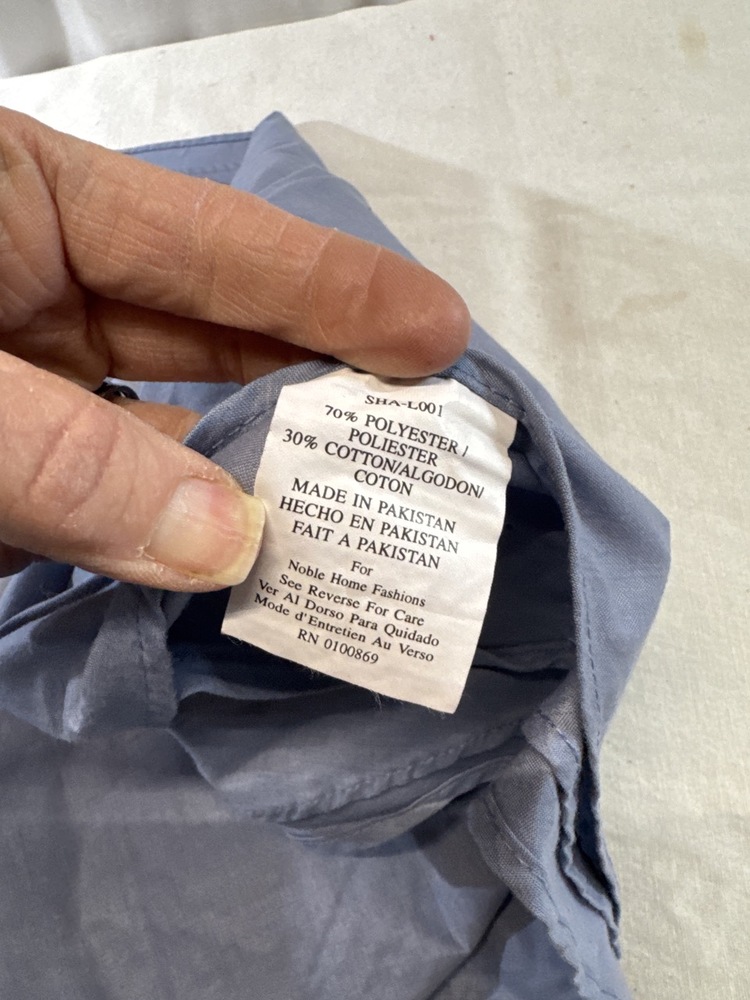 SHA-L001
70% POLYESTER /
POLIESTER
30% COTTON/ALGODON/
COTON
MADE IN PAKISTAN
HECHO EN PAKISTAN
FAIT A PAKISTAN
For
Noble Home Fashions
See Reverse For Care
Ver Al Dorso Para Quidado
Mode d'Entretien Au Verso
RN 0100869